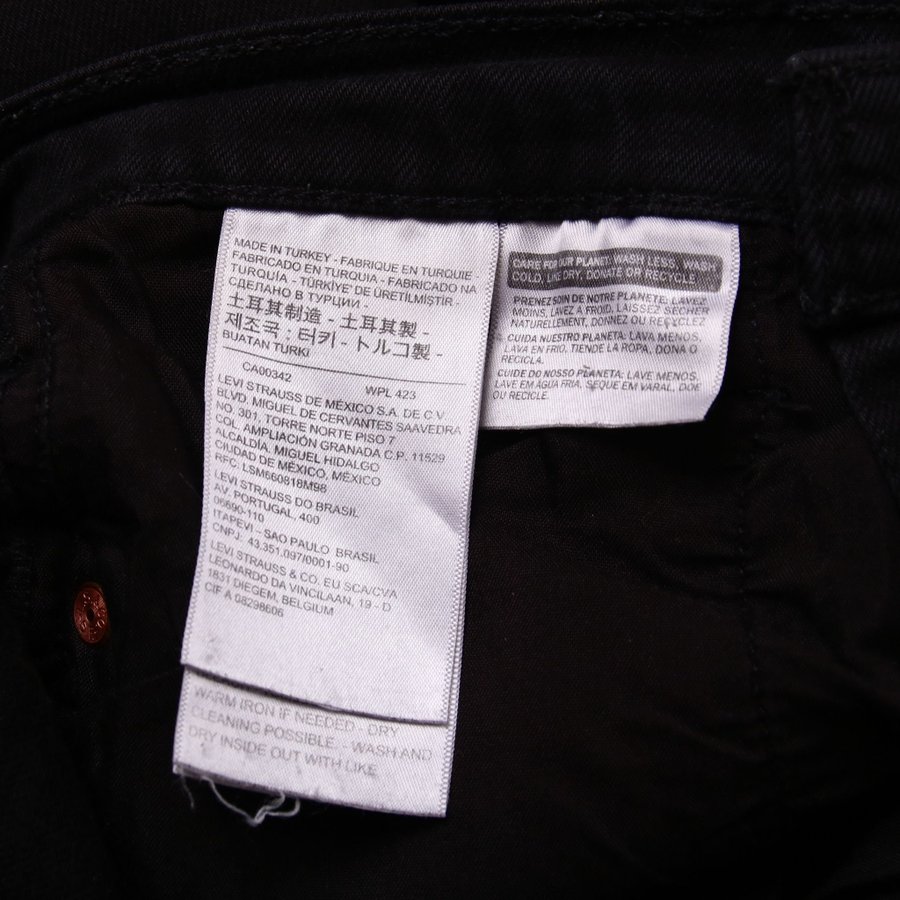 MADE IN TURKEY - FABRIQUE EN TURQUIE -
FABRICADO EN TURQUIA - FABRICADO NA
TURQUÍA - TÜRKİYE' DE ÜRETİLMİŞTİR -
СДЕЛАНО В ТУРЦИИ -
土耳其制造 - 土耳其製 -
제조국 : 터키 - トルコ製 -
BUATAN TURKI
CA00342 WPL 423
LEVI STRAUSS DE MÉXICO S.A. DE C.V.
BLVD. MIGUEL DE CERVANTES SAAVEDRA
NO. 301, TORRE NORTE PISO 7
COL. AMPLIACIÓN GRANADA C.P. 11529
ALCALDÍA. MIGUEL HIDALGO
CIUDAD DE MÉXICO, MÉXICO
RFC: LSM660818M98
LEVI STRAUSS DO BRASIL
AV. PORTUGAL, 400
06690-110
ITAPEVI - SAO PAULO BRASIL
CNPJ: 43.351.097/0001-90
LEVI STRAUSS & CO. EU SCA/CVA
LEONARDO DA VINCILAAN, 19 - D
1831 DIEGEM, BELGIUM
CIF A 08298606
WARM IRON IF NEEDED - DRY
CLEANING POSSIBLE. - WASH AND
DRY INSIDE OUT WITH LIKE
CARE FOR OUR PLANET: WASH LESS, WASH
COLD, LINE DRY, DONATE OR RECYCLE.
PRENEZ SOIN DE NOTRE PLANETE: LAVEZ
MOINS, LAVEZ A FROID, LAISSEZ SECHER
NATURELLEMENT, DONNEZ OU RECYCLEZ
CUIDA NUESTRO PLANETA: LAVA MENOS,
LAVA EN FRIO, TIENDE LA ROPA, DONA O
RECICLA.
CUIDE DO NOSSO PLANETA: LAVE MENOS,
LAVE EM AGUA FRIA, SEQUE EM VARAL, DOE
OU RECICLE.